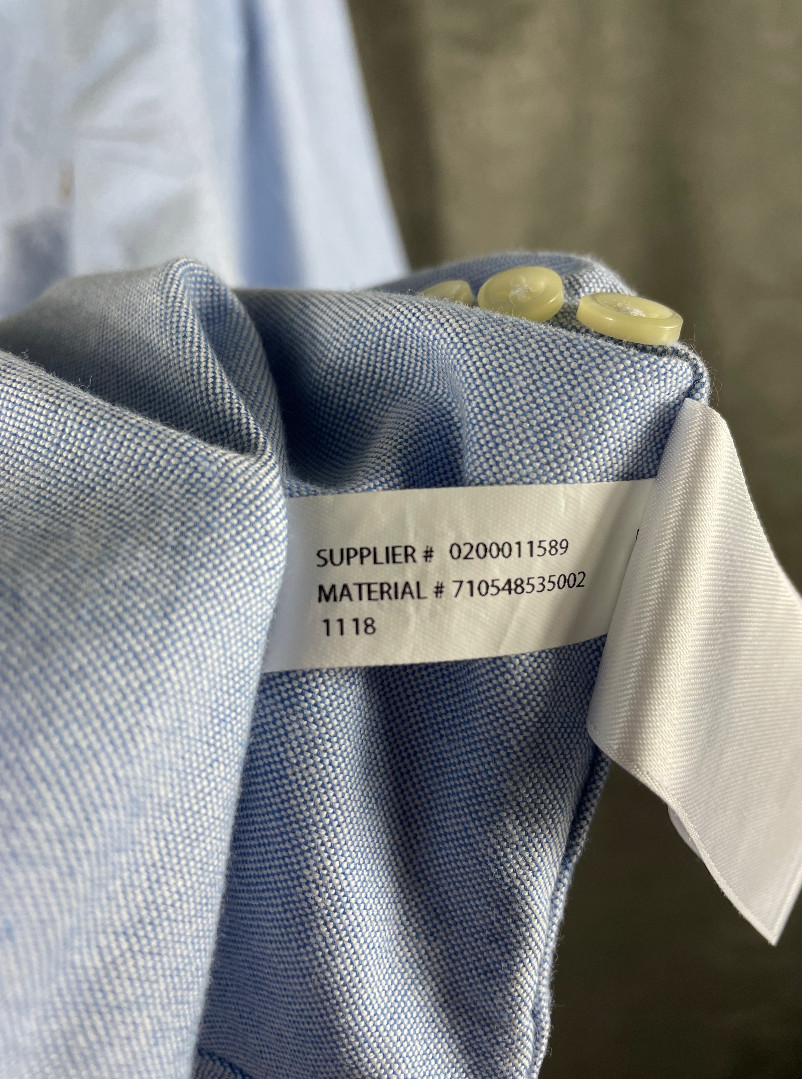 SUPPLIER # 0200011589
MATERIAL # 710548535002
1118